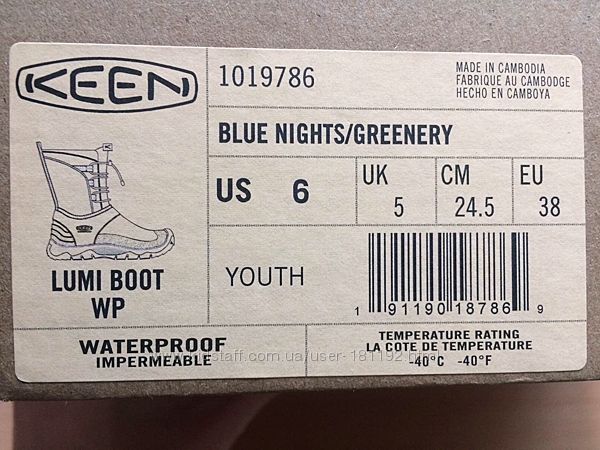 KEEN
1019786
MADE IN CAMBODIA
FABRIQUE AU CAMBODGE
HECHO EN CAMBOYA
BLUE NIGHTS/GREENERY
US 6
UK
5
CM
24.5
EU
38
LUMI BOOT
WP
YOUTH
1 91190 18786 9
WATERPROOF
IMPERMÉABLE
TEMPERATURE RATING
LA COTE DE TEMPERATURE
-40°C -40°F